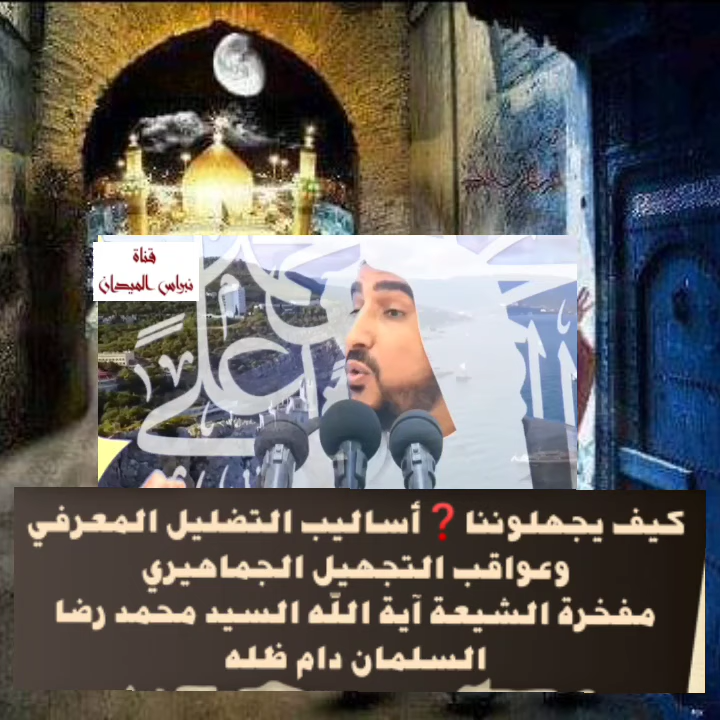 قناة
نبراس الميدان
علي
كيف يجهلوننا❓أساليب التضليل المعرفي
وعواقب التجهيل الجماهيري
مفخرة الشيعة آية اللّه السيد محمد رضا
السلمان دام ظله